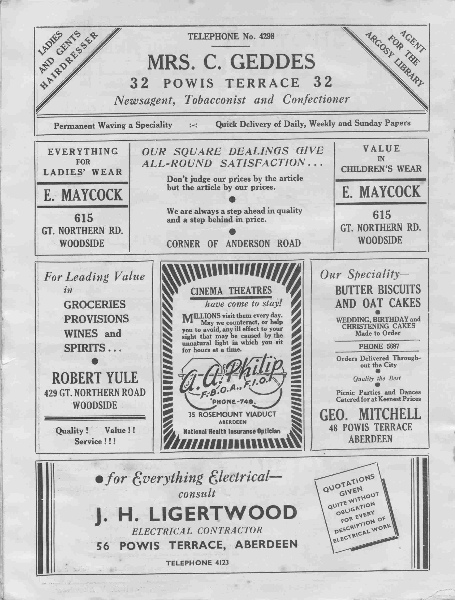 LADIES
AND GENTS
HAIRDRESSER
TELEPHONE No. 4298
AGENT
FOR THE
ARGOSY LIBRARY
MRS. C. GEDDES
32 POWIS TERRACE 32
Newsagent, Tobacconist and Confectioner
Permanent Waving a Speciality :-: Quick Delivery of Daily, Weekly and Sunday Papers
EVERYTHING
FOR
LADIES' WEAR
E. MAYCOCK
615
GT. NORTHERN RD.
WOODSIDE
OUR SQUARE DEALINGS GIVE
ALL-ROUND SATISFACTION...
Don't judge our prices by the article
but the article by our prices.
We are always a step ahead in quality
and a step behind in price.
CORNER OF ANDERSON ROAD
VALUE
IN
CHILDREN'S WEAR
E. MAYCOCK
615
GT. NORTHERN RD.
WOODSIDE
For Leading Value
in
GROCERIES
PROVISIONS
WINES and
SPIRITS...
ROBERT YULE
429 GT. NORTHERN ROAD
WOODSIDE
Quality ! Value !!
Service !!!
CINEMA THEATRES
have come to stay!
MILLIONS visit them every day.
May we counteract, or help
you to avoid, any ill effect to your
sight that may be caused by the
unnatural light in which you sit
for hours at a time.
A. A. Philip
F.B.O.A., F.I.O.
PHONE-748
15 ROSEMOUNT VIADUCT
ABERDEEN
National Health Insurance Optician
Our Speciality—
BUTTER BISCUITS
AND OAT CAKES
WEDDING, BIRTHDAY and
CHRISTENING CAKES
Made to Order
PHONE 5087
Orders Delivered Through-
out the City
Quality the Best
Picnic Parties and Dances
Catered for at Keenest Prices
GEO. MITCHELL
48 POWIS TERRACE
ABERDEEN
for Everything Electrical—
consult
J. H. LIGERTWOOD
ELECTRICAL CONTRACTOR
56 POWIS TERRACE, ABERDEEN
TELEPHONE 4123
QUOTATIONS
GIVEN
QUITE WITHOUT
OBLIGATION
FOR EVERY
DESCRIPTION OF
ELECTRICAL WORK